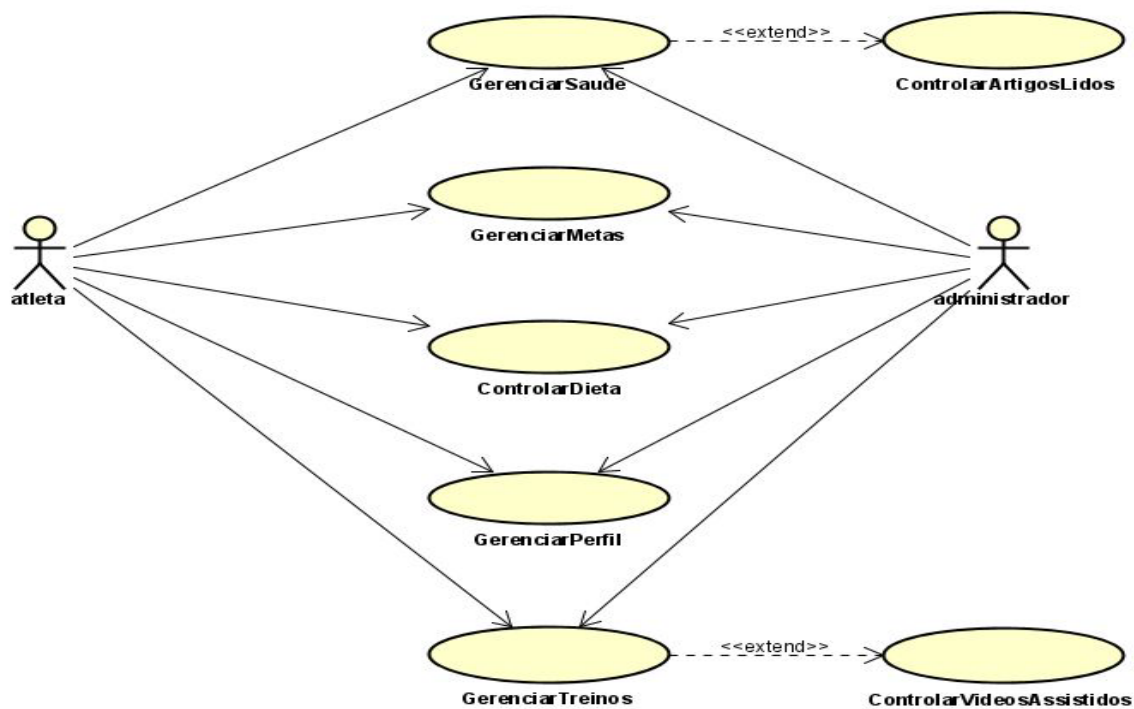 <<extend>>
GerenciarSaude
ControlarArtigosLidos
GerenciarMetas
atleta
administrador
ControlarDieta
GerenciarPerfil
<<extend>>
GerenciarTreinos
ControlarVideosAssistidos